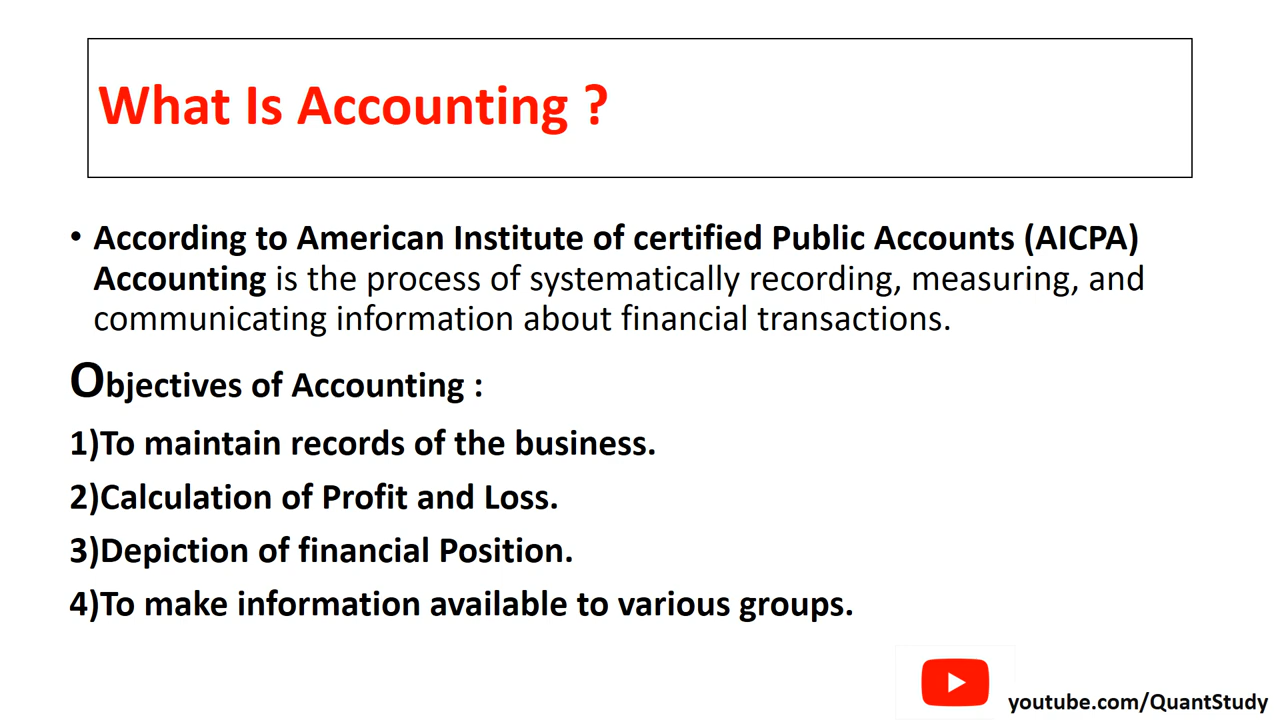 What Is Accounting ?
• According to American Institute of certified Public Accounts (AICPA)
Accounting is the process of systematically recording, measuring, and
communicating information about financial transactions.
Objectives of Accounting :
1)To maintain records of the business.
2)Calculation of Profit and Loss.
3)Depiction of financial Position.
4)To make information available to various groups.
youtube.com/QuantStudy